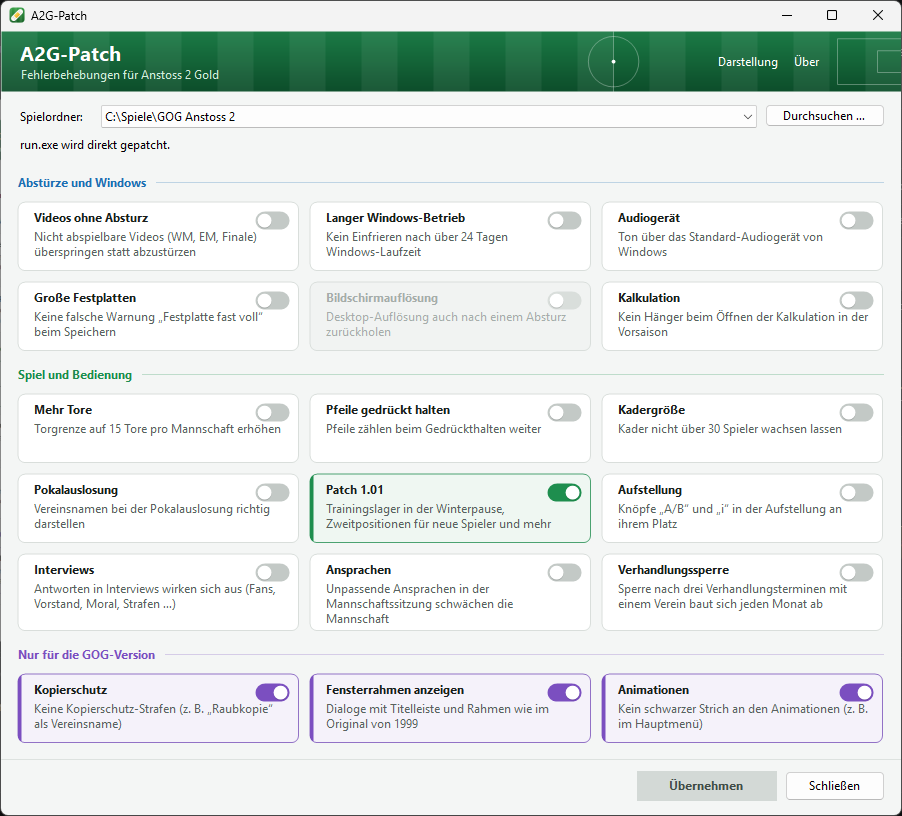 A2G-Patch
A2G-Patch
Fehlerbehebungen für Anstoss 2 Gold
Darstellung
Über
Spielordner:
C:\Spiele\GOG Anstoss 2
Durchsuchen ...
run.exe wird direkt gepatcht.
Abstürze und Windows
Videos ohne Absturz
Nicht abspielbare Videos (WM, EM, Finale)
überspringen statt abzustürzen
Langer Windows-Betrieb
Kein Einfrieren nach über 24 Tagen
Windows-Laufzeit
Audiogerät
Ton über das Standard-Audiogerät von
Windows
Große Festplatten
Keine falsche Warnung „Festplatte fast voll“
beim Speichern
Bildschirmauflösung
Desktop-Auflösung auch nach einem Absturz
zurückholen
Kalkulation
Kein Hänger beim Öffnen der Kalkulation in der
Vorsaison
Spiel und Bedienung
Mehr Tore
Torgrenze auf 15 Tore pro Mannschaft erhöhen
Pfeile gedrückt halten
Pfeile zählen beim Gedrückthalten weiter
Kadergröße
Kader nicht über 30 Spieler wachsen lassen
Pokalauslosung
Vereinsnamen bei der Pokalauslosung richtig
darstellen
Patch 1.01
Trainingslager in der Winterpause,
Zweitpositionen für neue Spieler und mehr
Aufstellung
Knöpfe „A/B“ und „i“ in der Aufstellung an
ihrem Platz
Interviews
Antworten in Interviews wirken sich aus (Fans,
Vorstand, Moral, Strafen ...)
Ansprachen
Unpassende Ansprachen in der
Mannschaftssitzung schwächen die
Mannschaft
Verhandlungssperre
Sperre nach drei Verhandlungsterminen mit
einem Verein baut sich jeden Monat ab
Nur für die GOG-Version
Kopierschutz
Keine Kopierschutz-Strafen (z. B. „Raubkopie“
als Vereinsname)
Fensterrahmen anzeigen
Dialoge mit Titelleiste und Rahmen wie im
Original von 1999
Animationen
Kein schwarzer Strich an den Animationen (z. B.
im Hauptmenü)
Übernehmen
Schließen